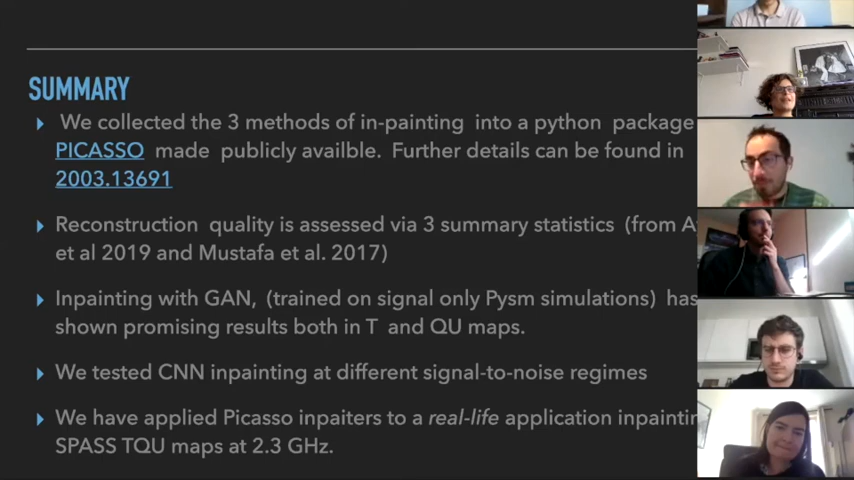 SUMMARY
We collected the 3 methods of in-painting into a python package
PICASSO made publicly availble. Further details can be found in
2003.13691
Reconstruction quality is assessed via 3 summary statistics (from
et al 2019 and Mustafa et al. 2017)
Inpainting with GAN, (trained on signal only Pysm simulations) has
shown promising results both in T and QU maps.
We tested CNN inpainting at different signal-to-noise regimes
We have applied Picasso inpaiters to a real-life application
SPASS TQU maps at 2.3 GHz.